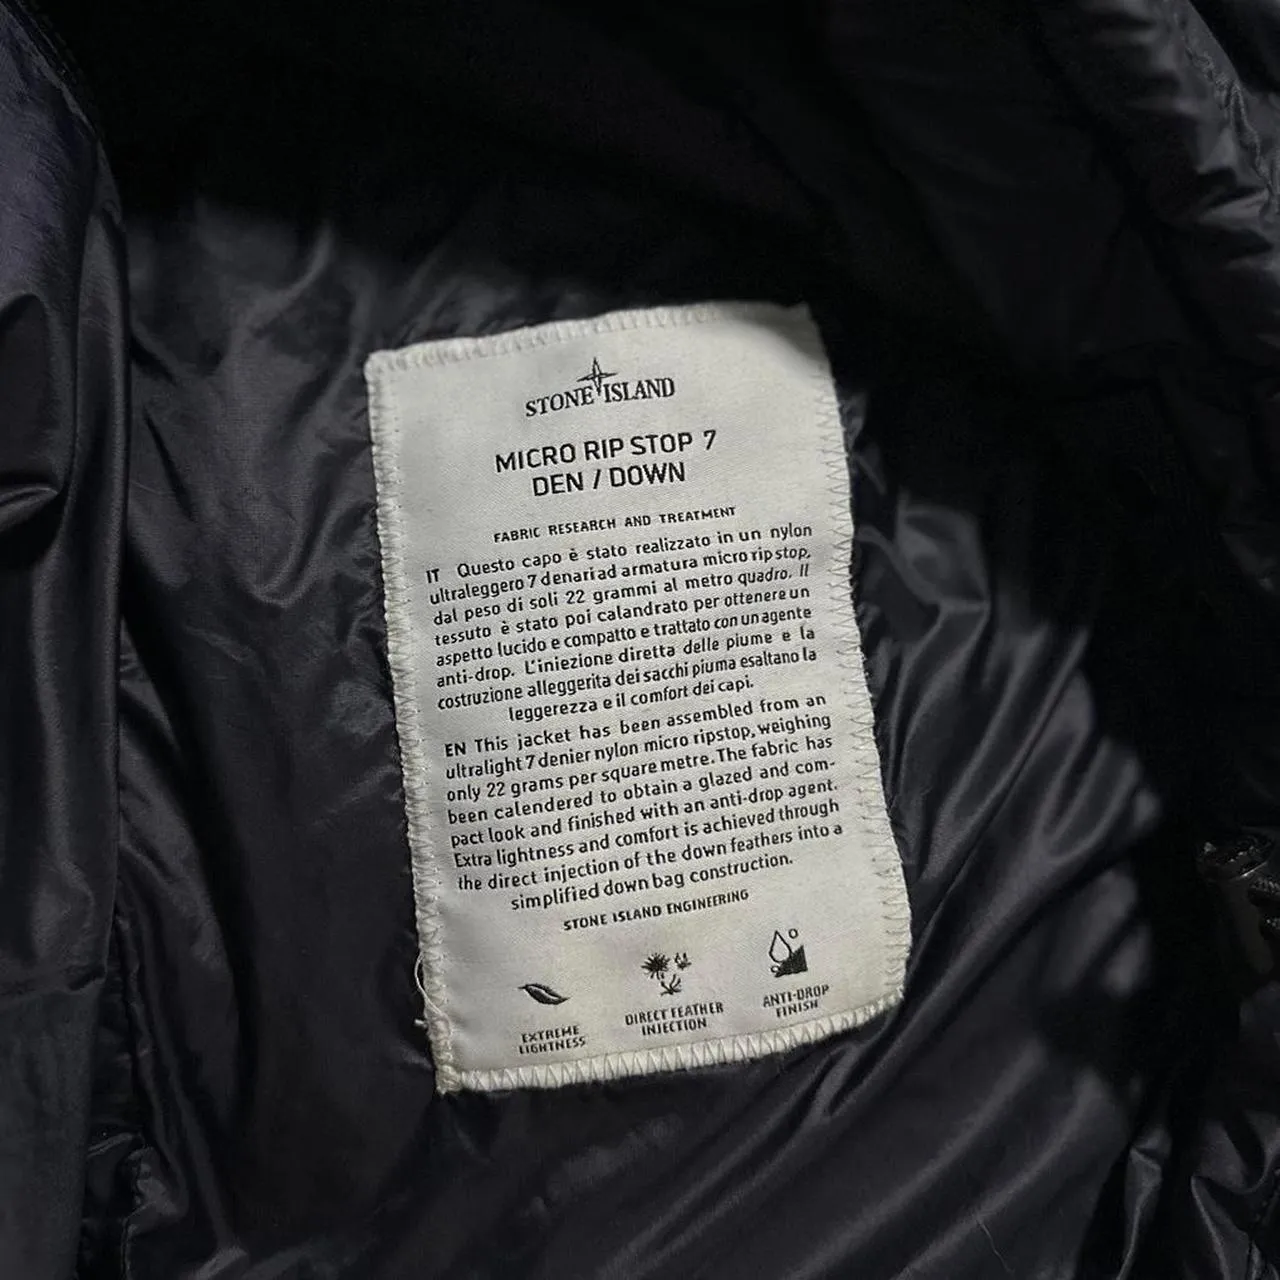 STONE ISLAND
MICRO RIP STOP 7
DEN / DOWN
FABRIC RESEARCH AND TREATMENT
IT Questo capo è stato realizzato in un nylon
ultraleggero 7 denari ad armatura micro rip stop,
dal peso di soli 22 grammi al metro quadro. Il
tessuto è stato poi calandrato per ottenere un
aspetto lucido e compatto e trattato con un agente
anti-drop. L'iniezione diretta delle piume e la
costruzione alleggerita dei sacchi piuma esaltano la
leggerezza e il comfort dei capi.
EN This jacket has been assembled from an
ultralight 7 denier nylon micro ripstop, weighing
only 22 grams per square metre. The fabric has
been calendered to obtain a glazed and com-
pact look and finished with an anti-drop agent.
Extra lightness and comfort is achieved through
the direct injection of the down feathers into a
simplified down bag construction.
STONE ISLAND ENGINEERING
EXTREME
LIGHTNESS
DIRECT FEATHER
INJECTION
ANTI-DROP
FINISH